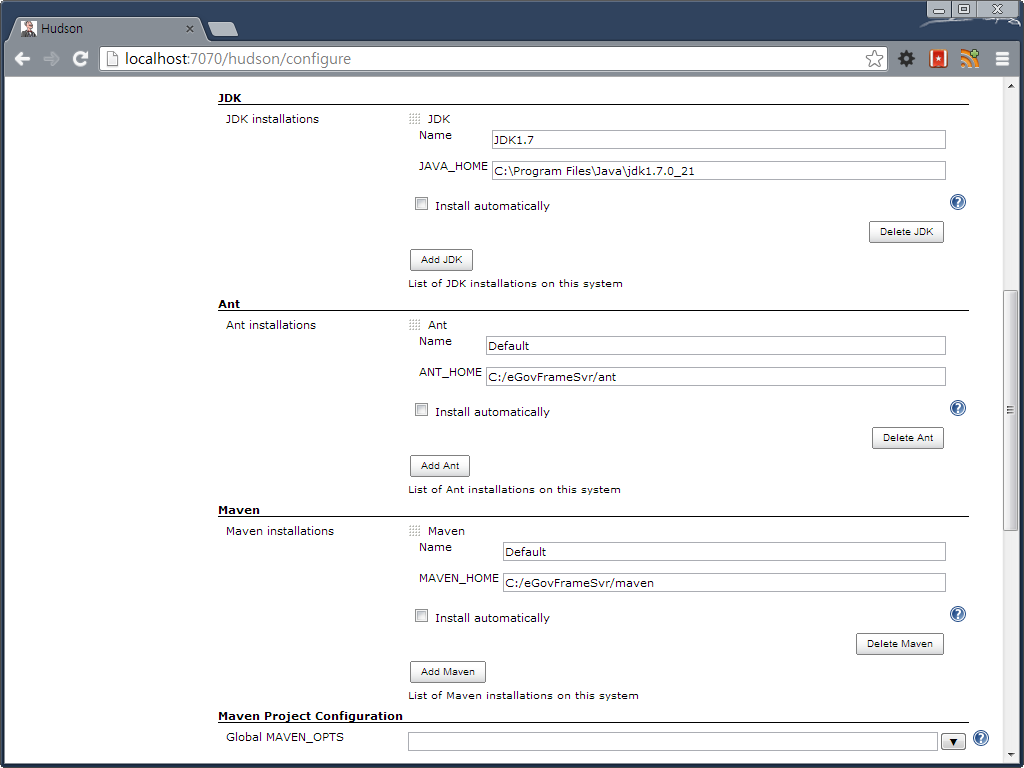 Hudson
localhost:7070/hudson/configure
JDK
JDK installations
JDK
Name
JDK1.7
JAVA_HOME
C:\Program Files\Java\jdk1.7.0_21
Install automatically
Delete JDK
Add JDK
List of JDK installations on this system
Ant
Ant installations
Ant
Name
Default
ANT_HOME
C:/eGovFrameSvr/ant
Install automatically
Delete Ant
Add Ant
List of Ant installations on this system
Maven
Maven installations
Maven
Name
Default
MAVEN_HOME
C:/eGovFrameSvr/maven
Install automatically
Delete Maven
Add Maven
List of Maven installations on this system
Maven Project Configuration
Global MAVEN_OPTS